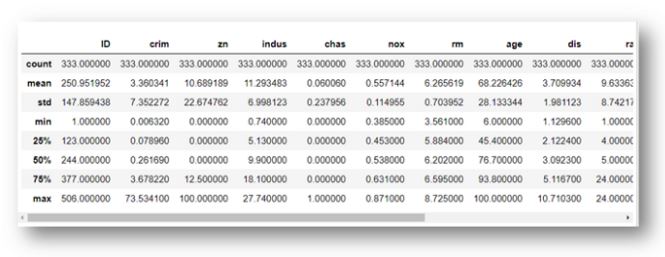 ID crim zn indus chas nox rm age dis ra
count 333.000000 333.000000 333.000000 333.000000 333.000000 333.000000 333.000000 333.000000 333.000000 333.00000
mean 250.951952 3.360341 10.689189 11.293483 0.060060 0.557144 6.265619 68.226426 3.709934 9.63363
std 147.859438 7.352272 22.674762 6.998123 0.237956 0.114955 0.703952 28.133344 1.981123 8.74217
min 1.000000 0.006320 0.000000 0.740000 0.000000 0.385000 3.561000 6.000000 1.129600 1.00000
25% 123.000000 0.078960 0.000000 5.130000 0.000000 0.453000 5.884000 45.400000 2.122400 4.00000
50% 244.000000 0.261690 0.000000 9.900000 0.000000 0.538000 6.202000 76.700000 3.092300 5.00000
75% 377.000000 3.678220 12.500000 18.100000 0.000000 0.631000 6.595000 93.800000 5.116700 24.00000
max 506.000000 73.534100 100.000000 27.740000 1.000000 0.871000 8.725000 100.000000 10.710300 24.00000